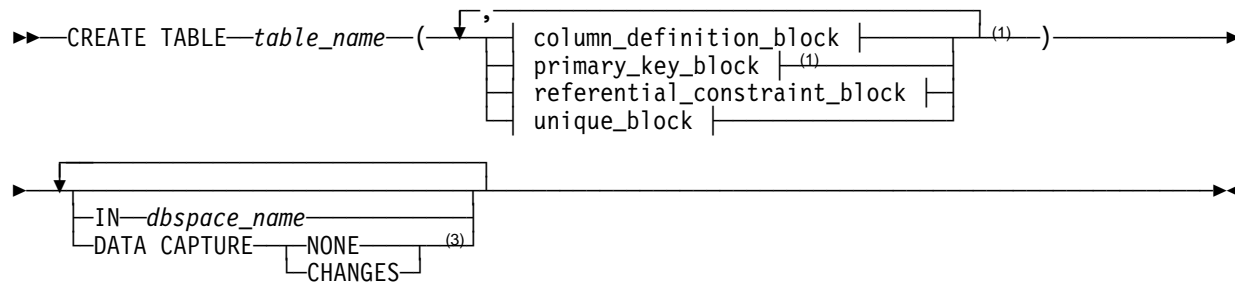 ,
CREATE TABLE table_name ( column_definition_block (1) )
primary_key_block (1)
referential_constraint_block
unique_block
IN dbspace_name
DATA CAPTURE NONE (3)
CHANGES